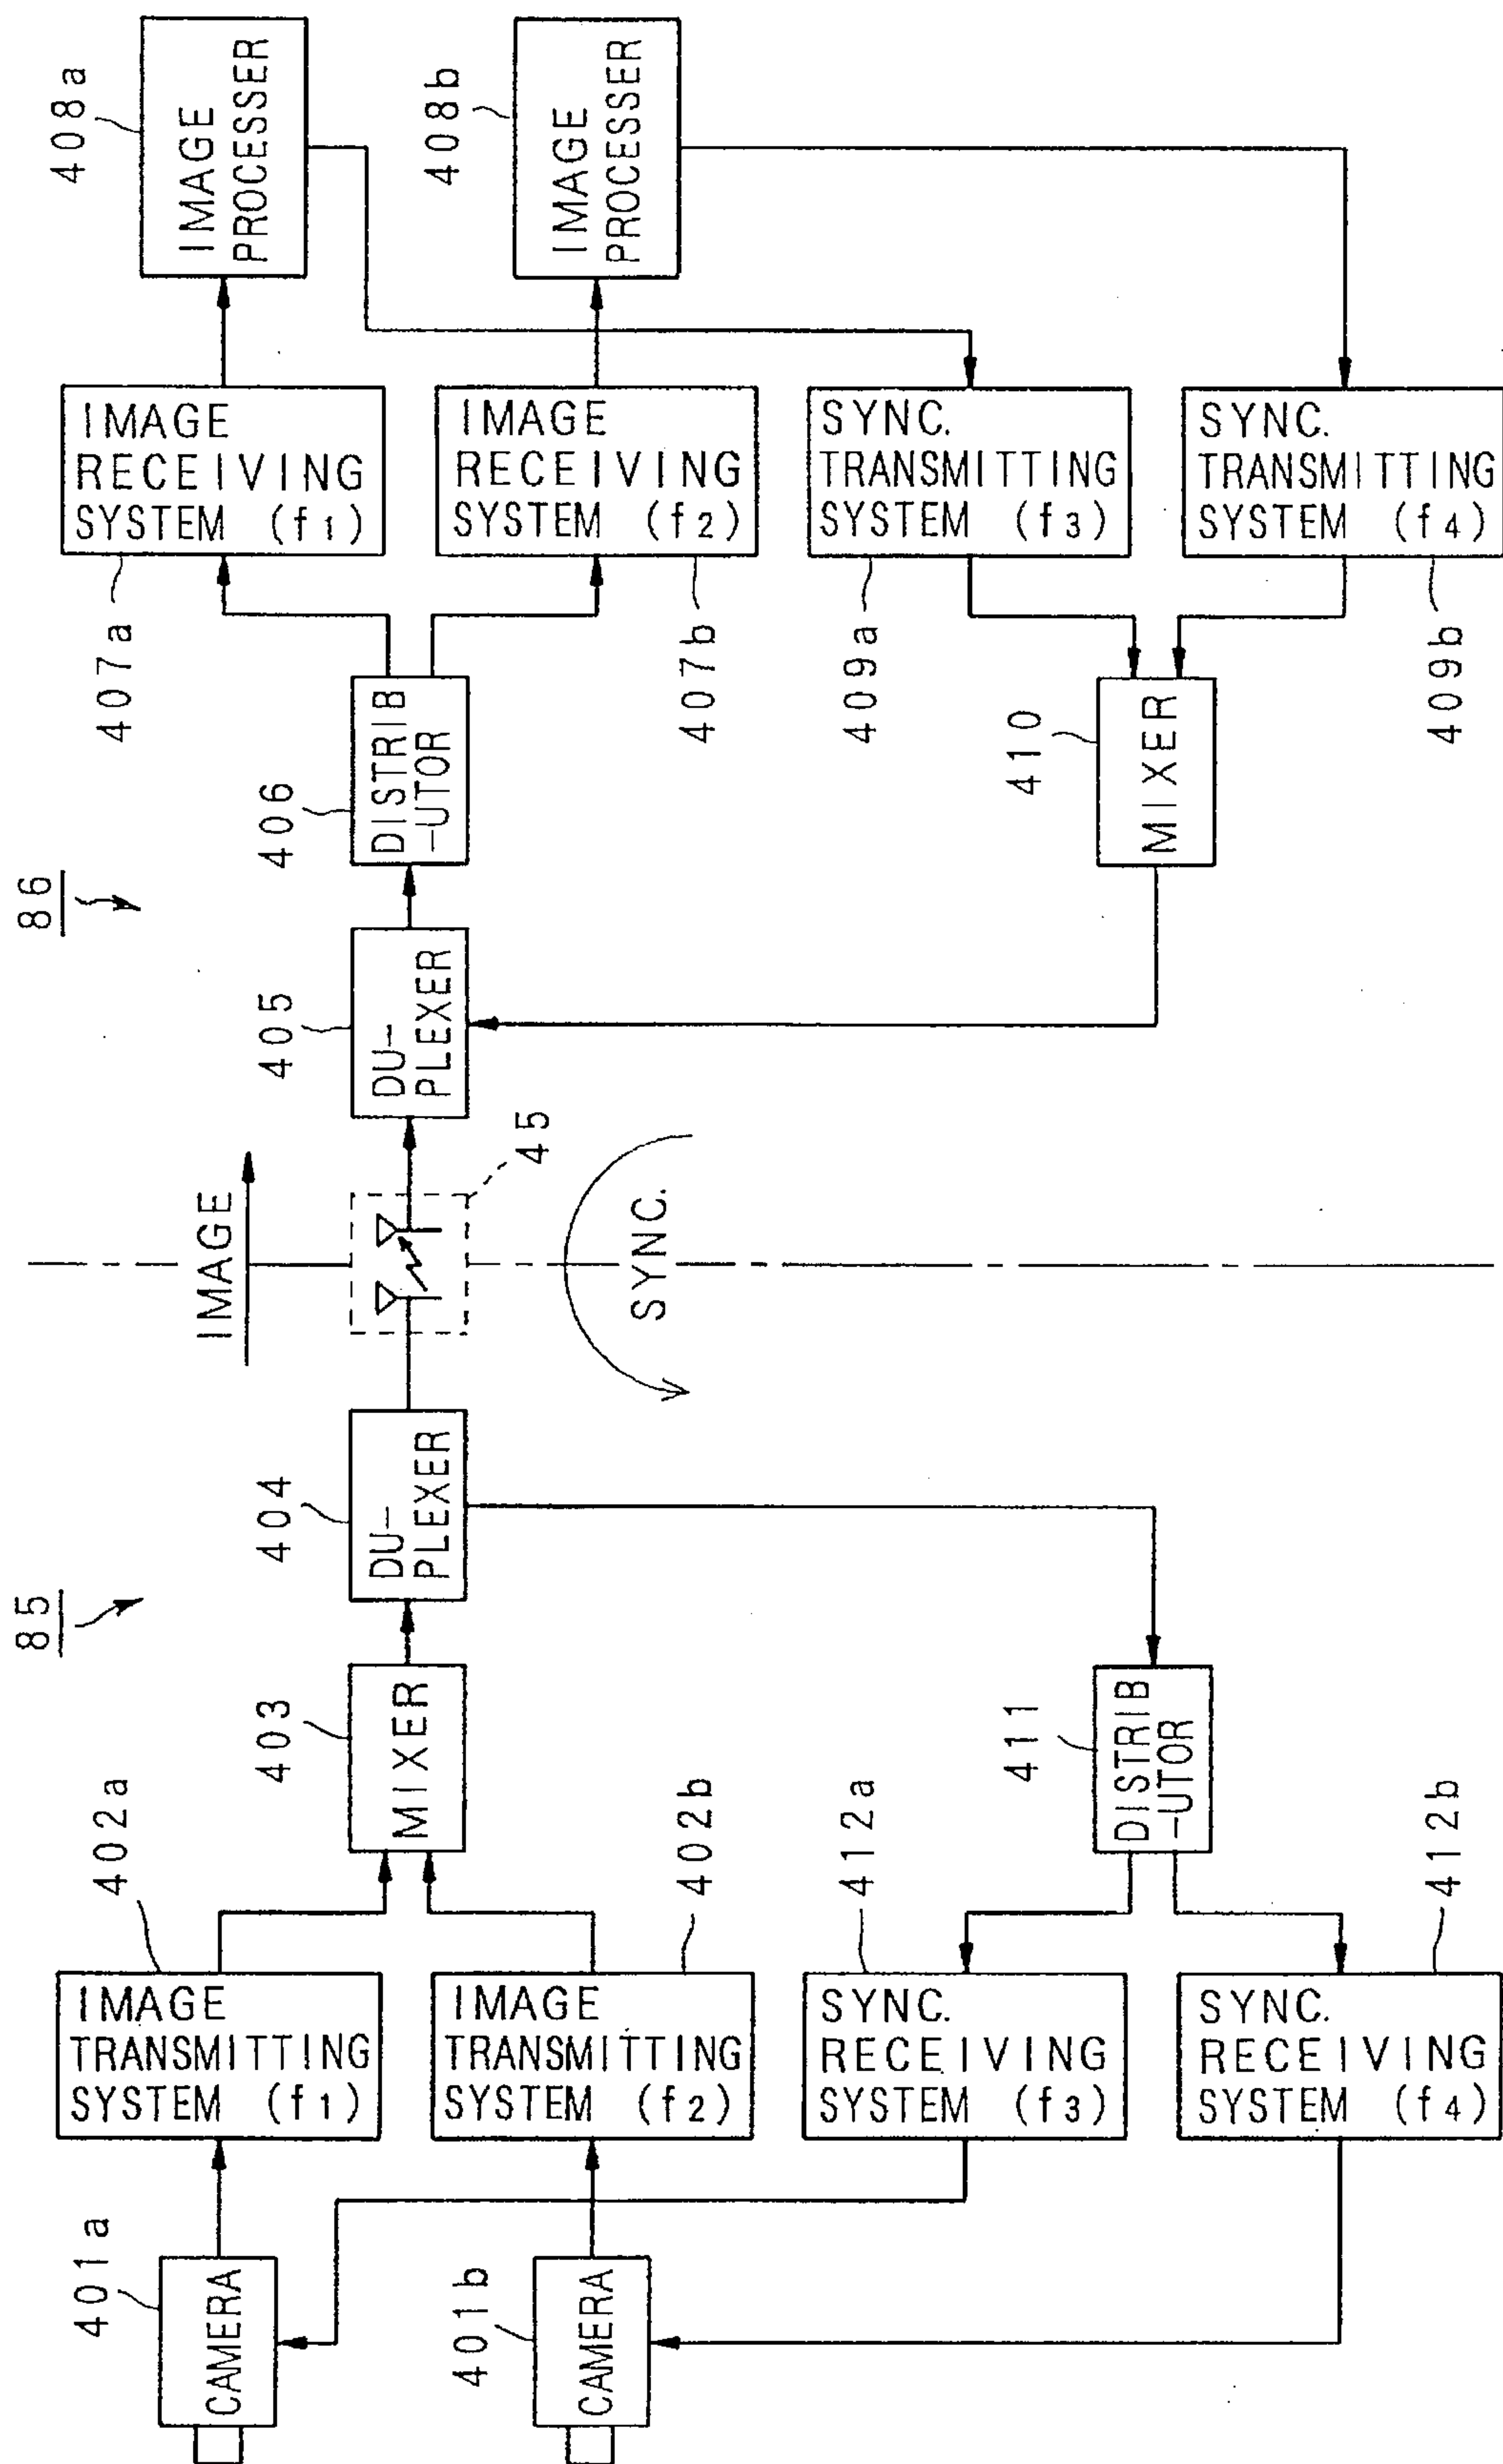 85
86
401a
CAMERA
402a
IMAGE
TRANSMITTING
SYSTEM (f1)
403
MIXER
404
DU-
PLEXER
IMAGE
45
405
DU-
PLEXER
406
DISTRIB
-UTOR
407a
IMAGE
RECEIVING
SYSTEM (f1)
408a
IMAGE
PROCESSER
401b
CAMERA
IMAGE
TRANSMITTING
SYSTEM (f2)
402b
SYNC.
407b
IMAGE
RECEIVING
SYSTEM (f2)
408b
IMAGE
PROCESSER
412a
SYNC.
RECEIVING
SYSTEM (f3)
411
DISTRIB
-UTOR
410
MIXER
409a
SYNC.
TRANSMITTING
SYSTEM (f3)
SYNC.
RECEIVING
SYSTEM (f4)
412b
409b
SYNC.
TRANSMITTING
SYSTEM (f4)